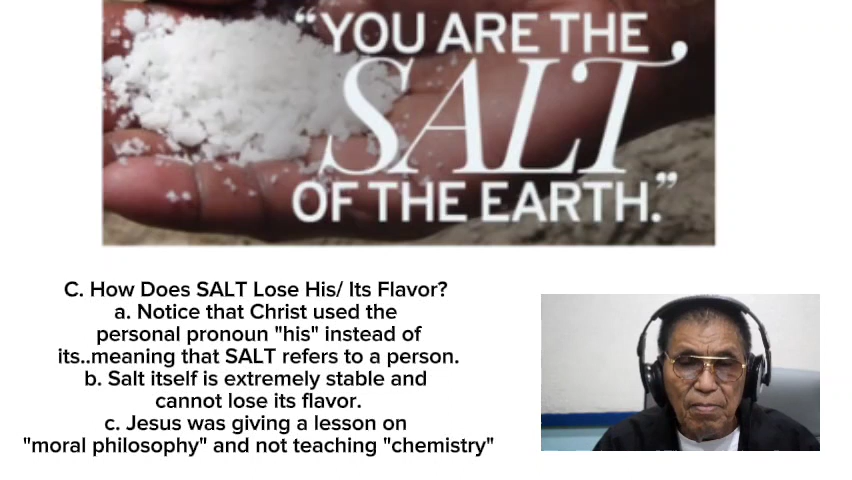 “YOU ARE THE
SALT
OF THE EARTH.”
C. How Does SALT Lose His/ Its Flavor?
a. Notice that Christ used the
personal pronoun "his" instead of
its..meaning that SALT refers to a person.
b. Salt itself is extremely stable and
cannot lose its flavor.
c. Jesus was giving a lesson on
"moral philosophy" and not teaching "chemistry"